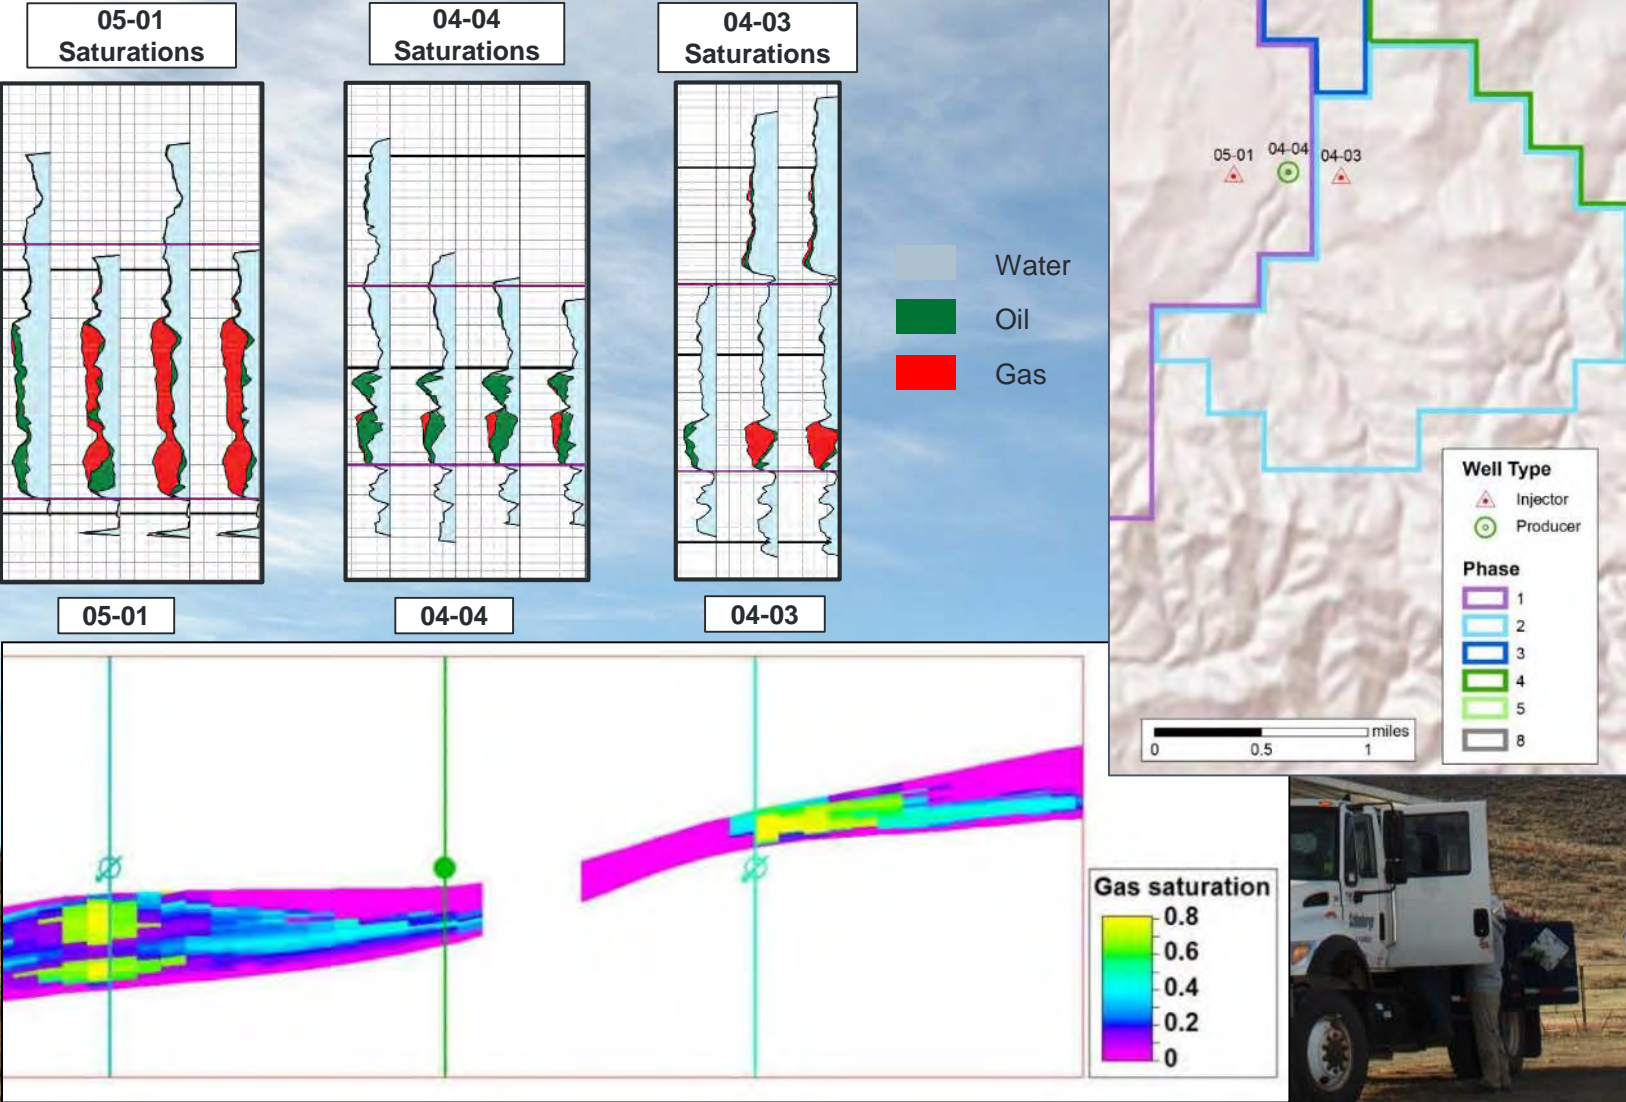 05-01
Saturations
04-04
Saturations
04-03
Saturations
Water
Oil
Gas
05-01
04-04
04-03
05-01
04-04
04-03
Well Type
Injector
Producer
Phase
1
2
3
4
5
8
miles
0
0.5
1
Gas saturation
0.8
0.6
0.4
0.2
0